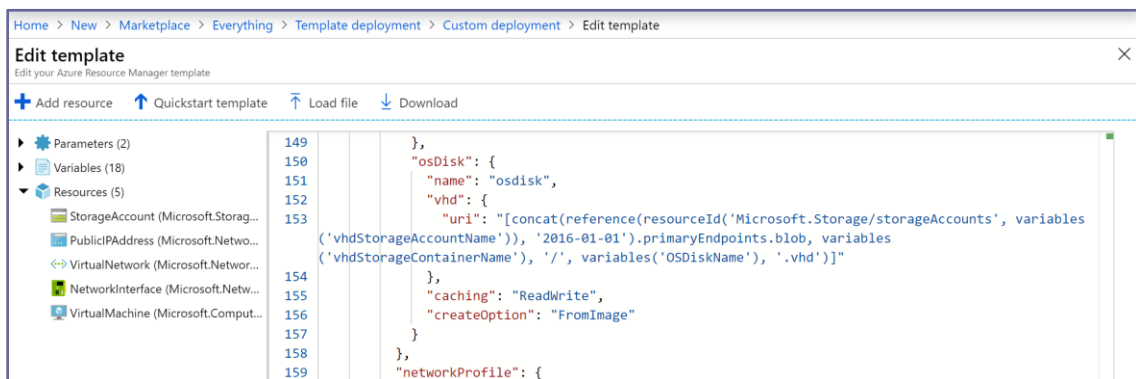 Home > New > Marketplace > Everything > Template deployment > Custom deployment > Edit template
Edit template
Edit your Azure Resource Manager template
Add resource Quickstart template Load file Download
Parameters (2)
Variables (18)
Resources (5)
StorageAccount (Microsoft.Storag...
PublicIPAddress (Microsoft.Netwo...
VirtualNetwork (Microsoft.Networ...
NetworkInterface (Microsoft.Netw...
VirtualMachine (Microsoft.Comput...
149 },
150 "osDisk": {
151 "name": "osdisk",
152 "vhd": {
153 "uri": "[concat(reference(resourceId('Microsoft.Storage/storageAccounts', variables
('vhdStorageAccountName')), '2016-01-01').primaryEndpoints.blob, variables
('vhdStorageContainerName'), '/', variables('OSDiskName'), '.vhd')]"
154 },
155 "caching": "ReadWrite",
156 "createOption": "FromImage"
157 }
158 },
159 "networkProfile": {